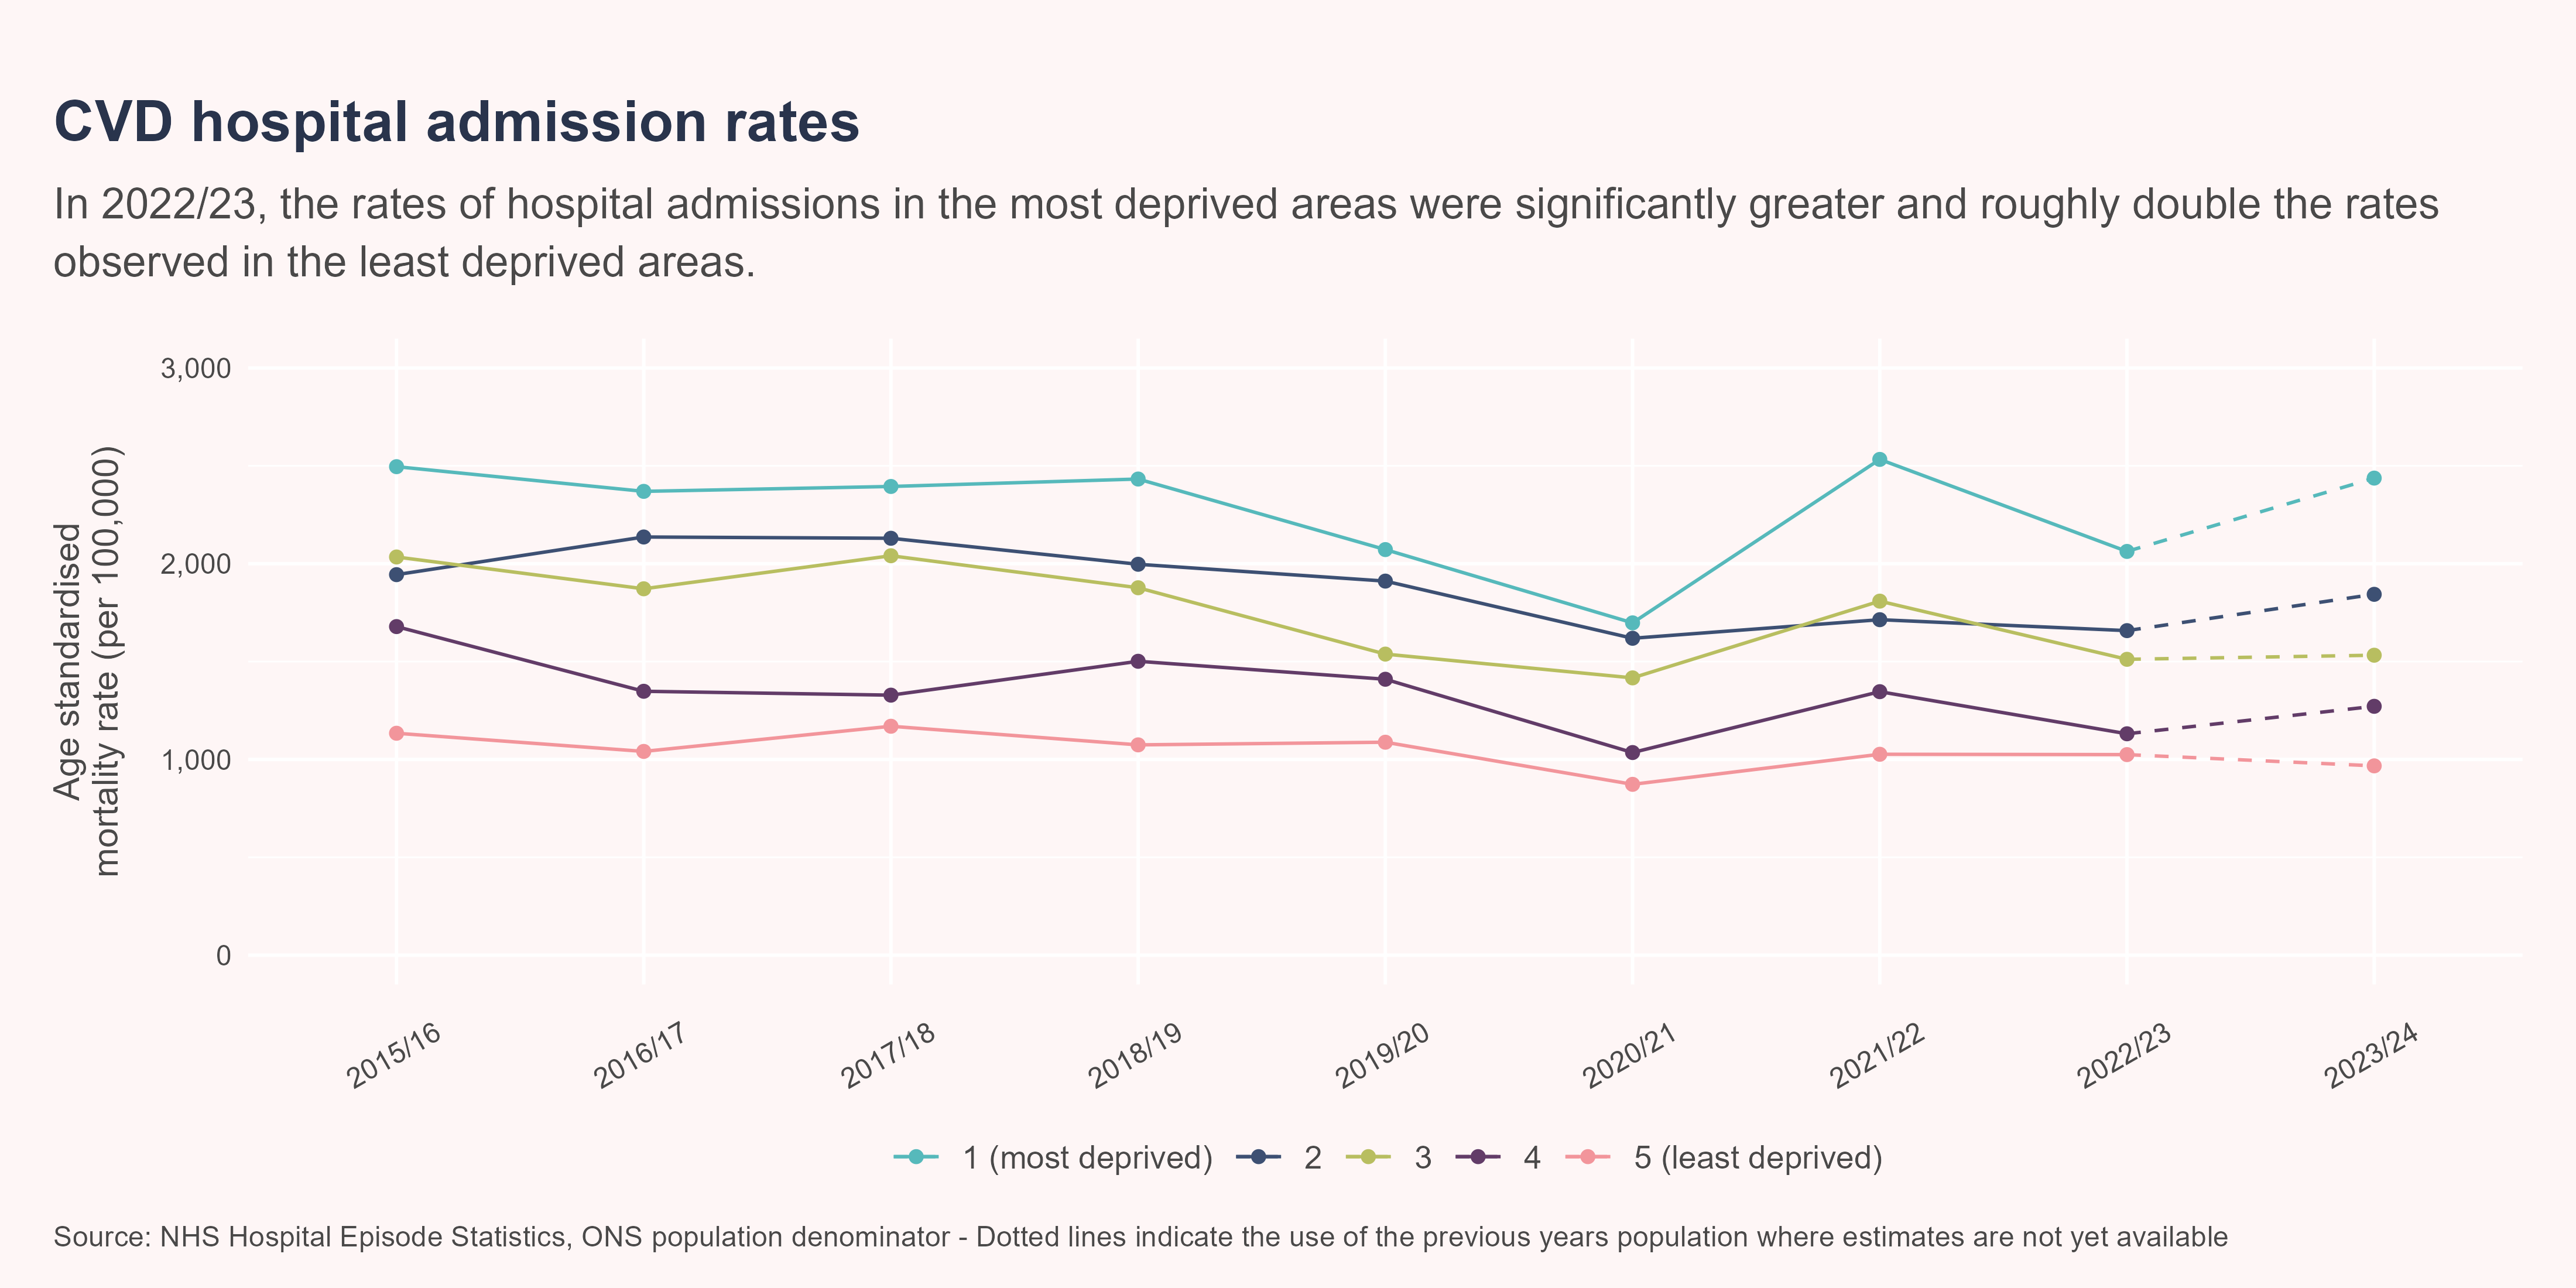 CVD hospital admission rates
In 2022/23, the rates of hospital admissions in the most deprived areas were significantly greater and roughly double the rates
observed in the least deprived areas.
Age standardised
mortality rate (per 100,000)
3,000
2,000
1,000
0
2015/16
2016/17
2017/18
2018/19
2019/20
2020/21
2021/22
2022/23
2023/24
1 (most deprived) 2 3 4 5 (least deprived)
Source: NHS Hospital Episode Statistics, ONS population denominator - Dotted lines indicate the use of the previous years population where estimates are not yet available